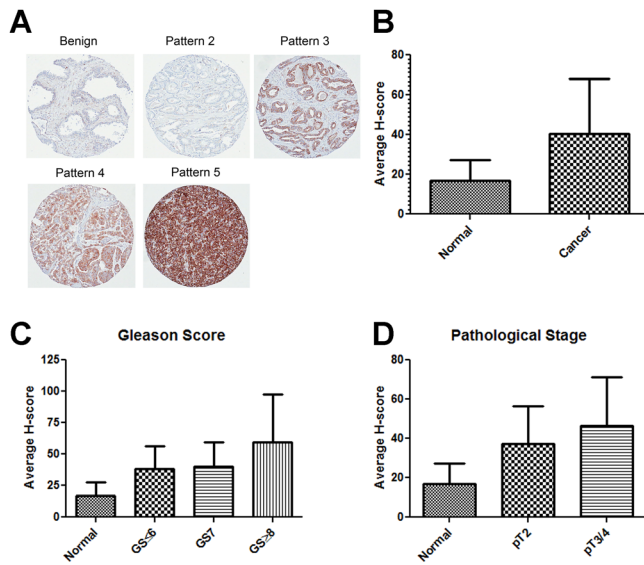 A
Benign
Pattern 2
Pattern 3
Pattern 4
Pattern 5
B
Average H-score
80
60
40
20
0
Normal
Cancer
C
Gleason Score
Average H-score
125
100
75
50
25
0
Normal
GS≤6
GS7
GS≥8
D
Pathological Stage
Average H-score
80
60
40
20
0
Normal
pT2
pT3/4